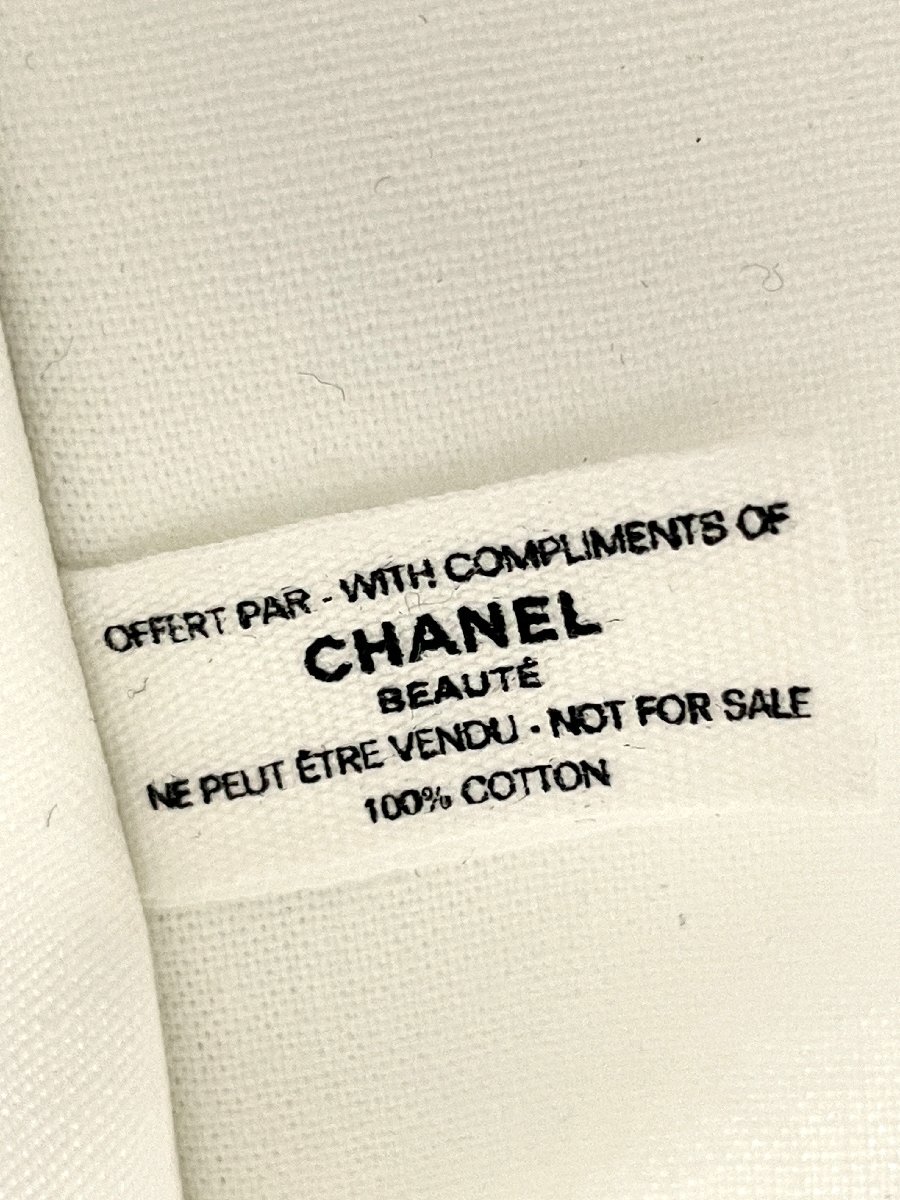 OFFERT PAR - WITH COMPLIMENTS OF
CHANEL
BEAUTÉ
NE PEUT ÊTRE VENDU - NOT FOR SALE
100% COTTON